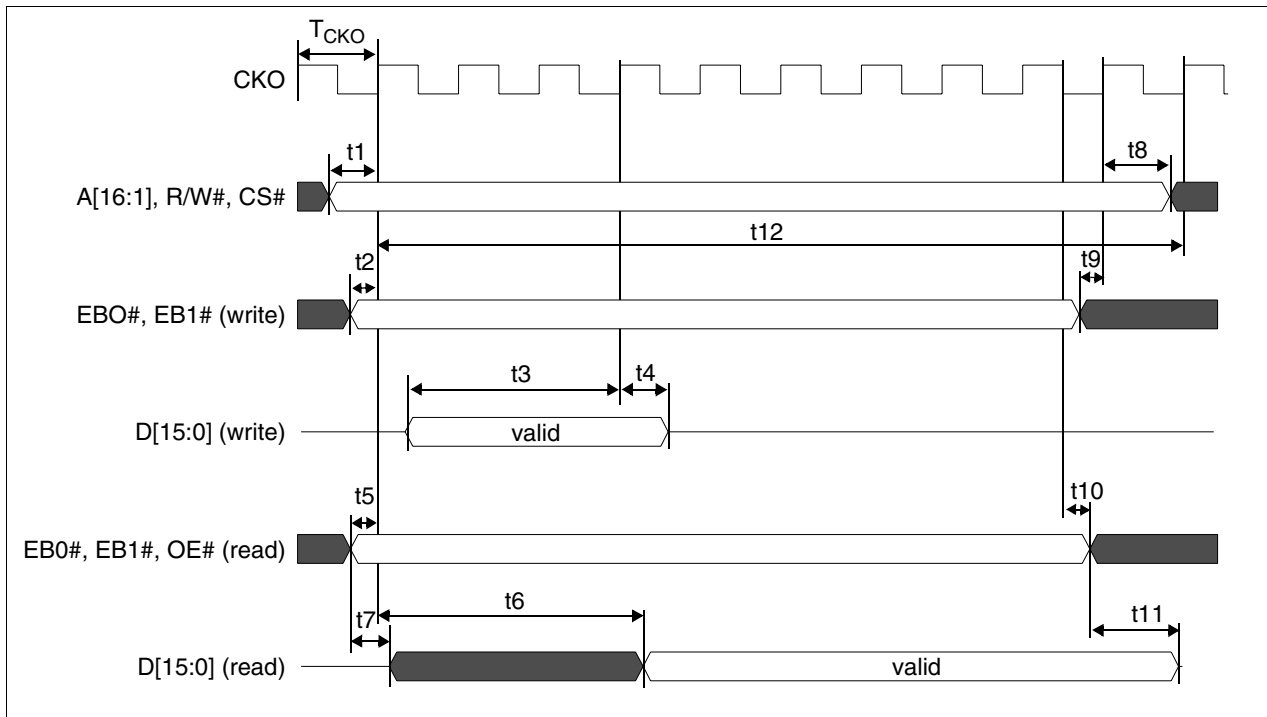 TCKO
CKO
t1
t8
A[16:1], R/W#, CS#
t12
t2
t9
EBO#, EB1# (write)
t3
t4
D[15:0] (write)
valid
t5
t10
EB0#, EB1#, OE# (read)
t6
t7
t11
D[15:0] (read)
valid